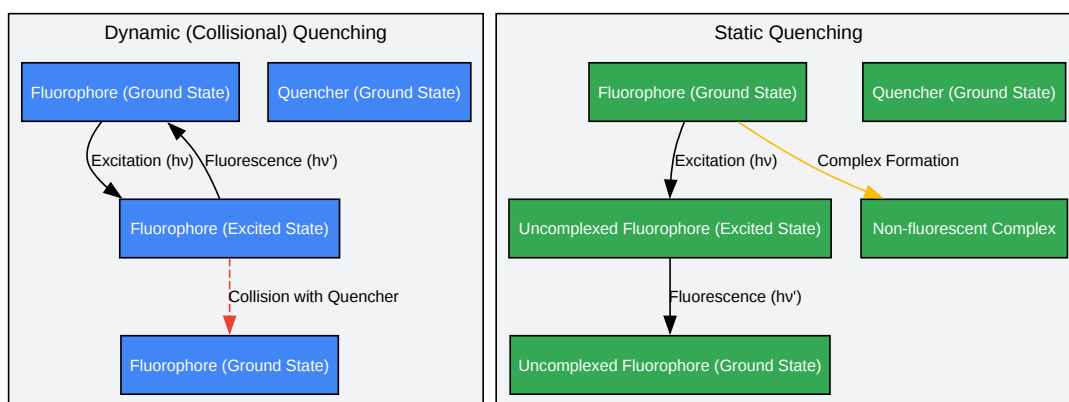 Dynamic (Collisional) Quenching
Fluorophore (Ground State)
Quencher (Ground State)
Excitation (hν)
Fluorescence (hν')
Fluorophore (Excited State)
Collision with Quencher
Fluorophore (Ground State)
Static Quenching
Fluorophore (Ground State)
Quencher (Ground State)
Excitation (hν)
Complex Formation
Uncomplexed Fluorophore (Excited State)
Non-fluorescent Complex
Fluorescence (hν')
Uncomplexed Fluorophore (Ground State)